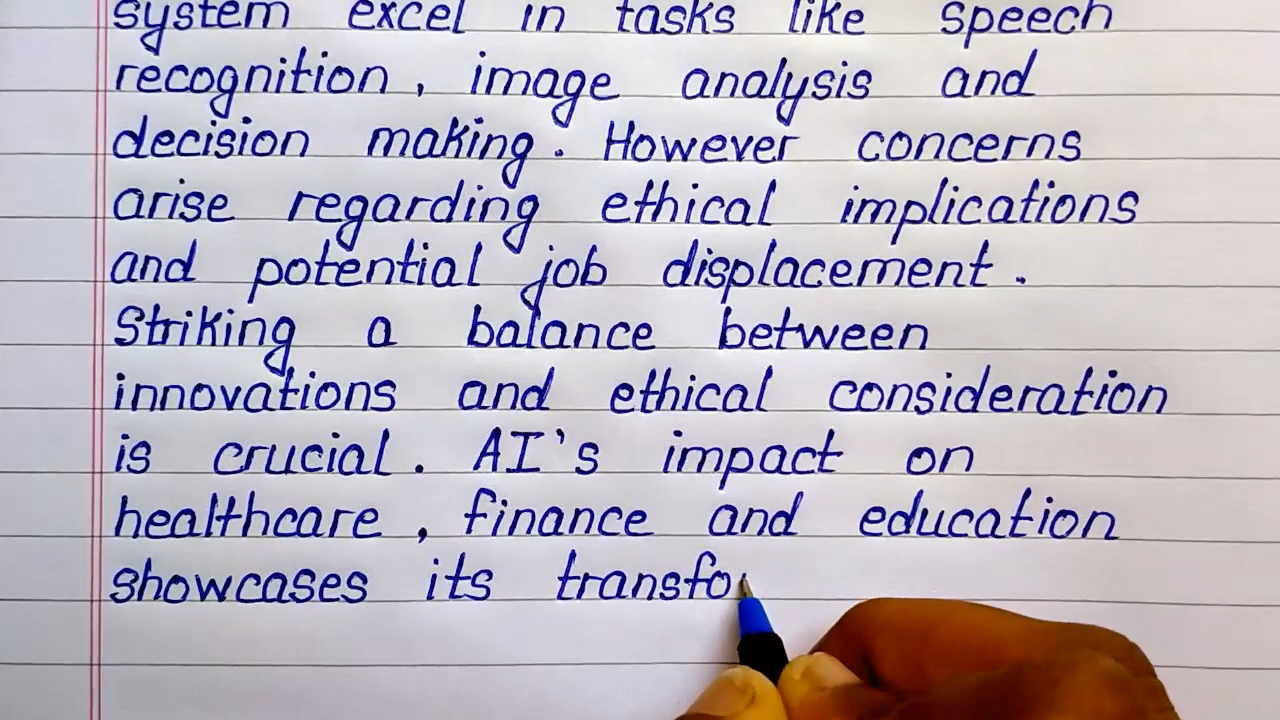 system excel in tasks like speech
recognition, image analysis and
decision making. However concerns
arise regarding ethical implications
and potential job displacement.
Striking a balance between
innovations and ethical consideration
is crucial. AI's impact on
healthcare, finance and education
showcases its transfo